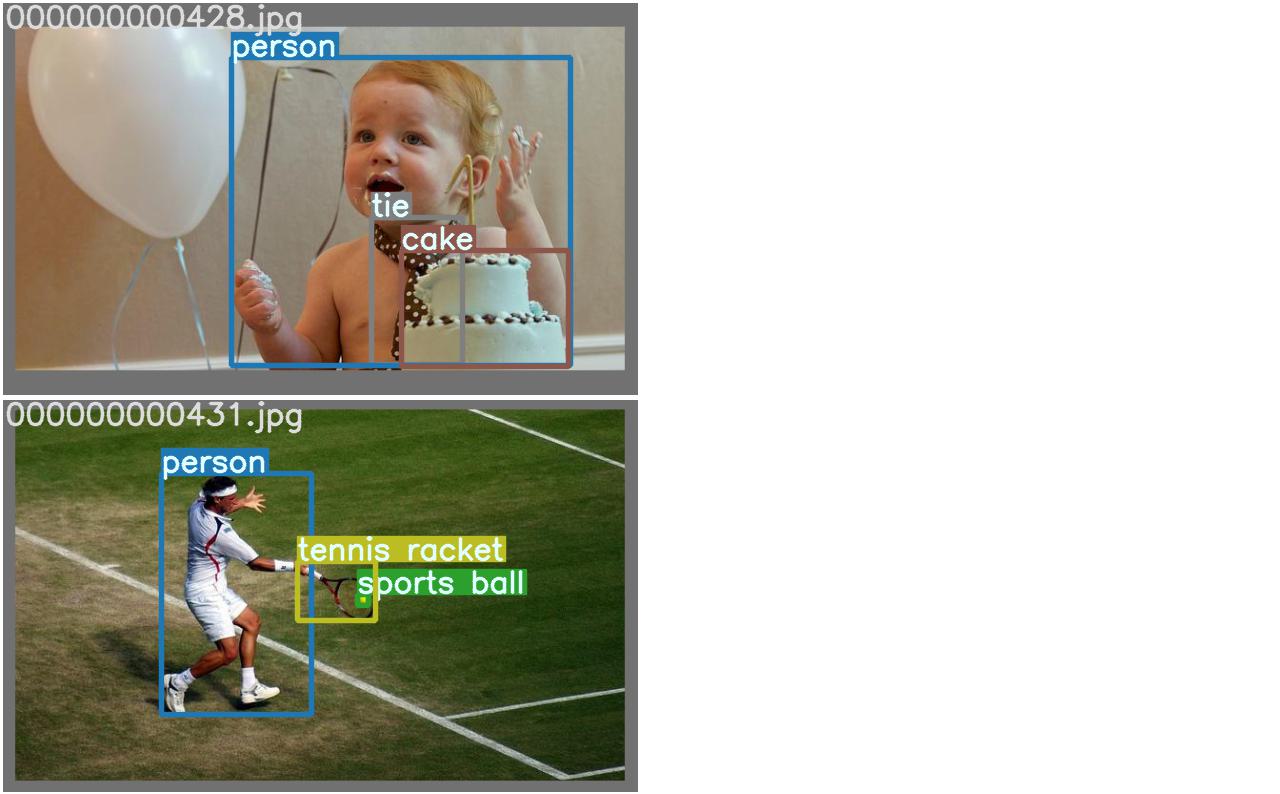 000000000428.jpg
person
tie
cake
000000000431.jpg
person
tennis racket
sports ball